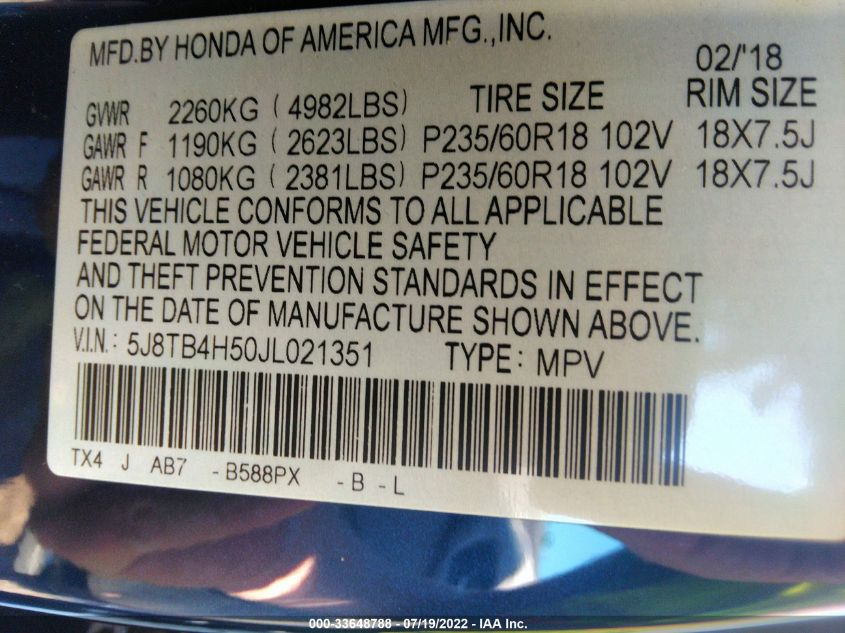 MFD.BY HONDA OF AMERICA MFG.,INC. 02/'18
GVWR 2260KG ( 4982LBS) TIRE SIZE RIM SIZE
GAWR F 1190KG ( 2623LBS) P235/60R18 102V 18X7.5J
GAWR R 1080KG ( 2381LBS) P235/60R18 102V 18X7.5J
THIS VEHICLE CONFORMS TO ALL APPLICABLE
FEDERAL MOTOR VEHICLE SAFETY
AND THEFT PREVENTION STANDARDS IN EFFECT
ON THE DATE OF MANUFACTURE SHOWN ABOVE.
V.I.N.: 5J8TB4H50JL021351 TYPE: MPV
TX4 J AB7 -B588PX -B -L
000-33648788 - 07/19/2022 - IAA Inc.